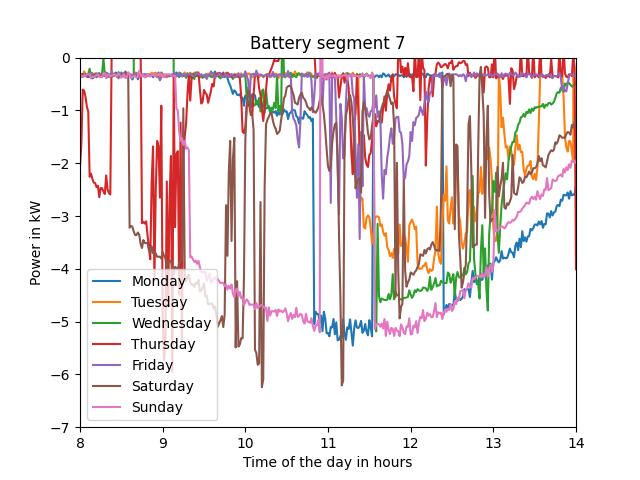 Battery segment 7
Power in kW
0
−1
−2
−3
−4
−5
−6
−7
Monday
Tuesday
Wednesday
Thursday
Friday
Saturday
Sunday
8 9 10 11 12 13 14
Time of the day in hours